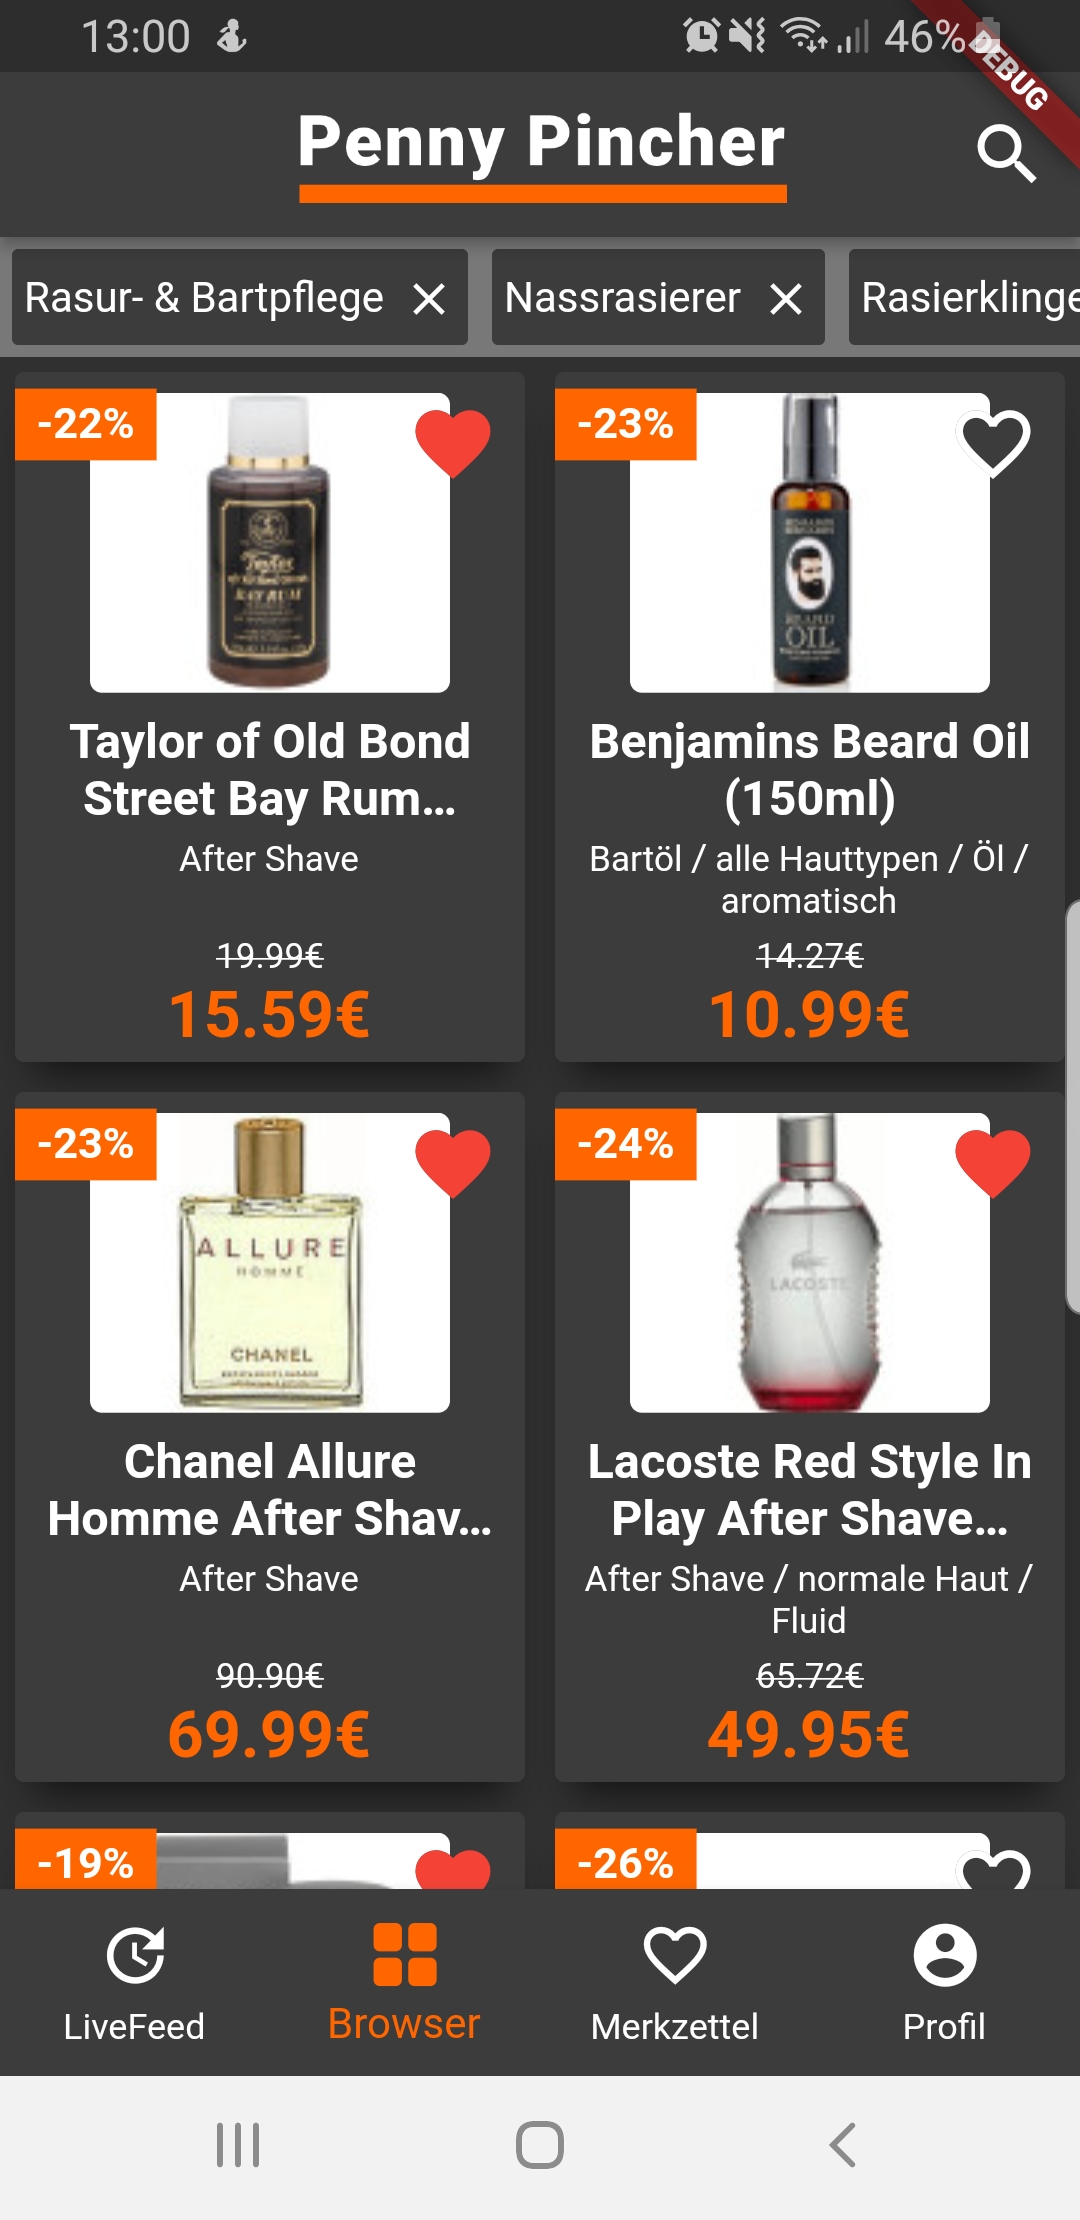 13:00
46%
DEBUG
Penny Pincher
Rasur- & Bartpflege
Nassrasierer
Rasierklinge
-22%
-23%
Taylor
BAY RUM
BEARD
OIL
Taylor of Old Bond
Street Bay Rum...
After Shave
19.99€
15.59€
Benjamins Beard Oil
(150ml)
Bartöl / alle Hauttypen / Öl /
aromatisch
14.27€
10.99€
-23%
-24%
ALLURE
HOMME
CHANEL
LACOSTE
Chanel Allure
Homme After Shav...
After Shave
90.90€
69.99€
Lacoste Red Style In
Play After Shave...
After Shave / normale Haut /
Fluid
65.72€
49.95€
-19%
-26%
LiveFeed
Browser
Merkzettel
Profil